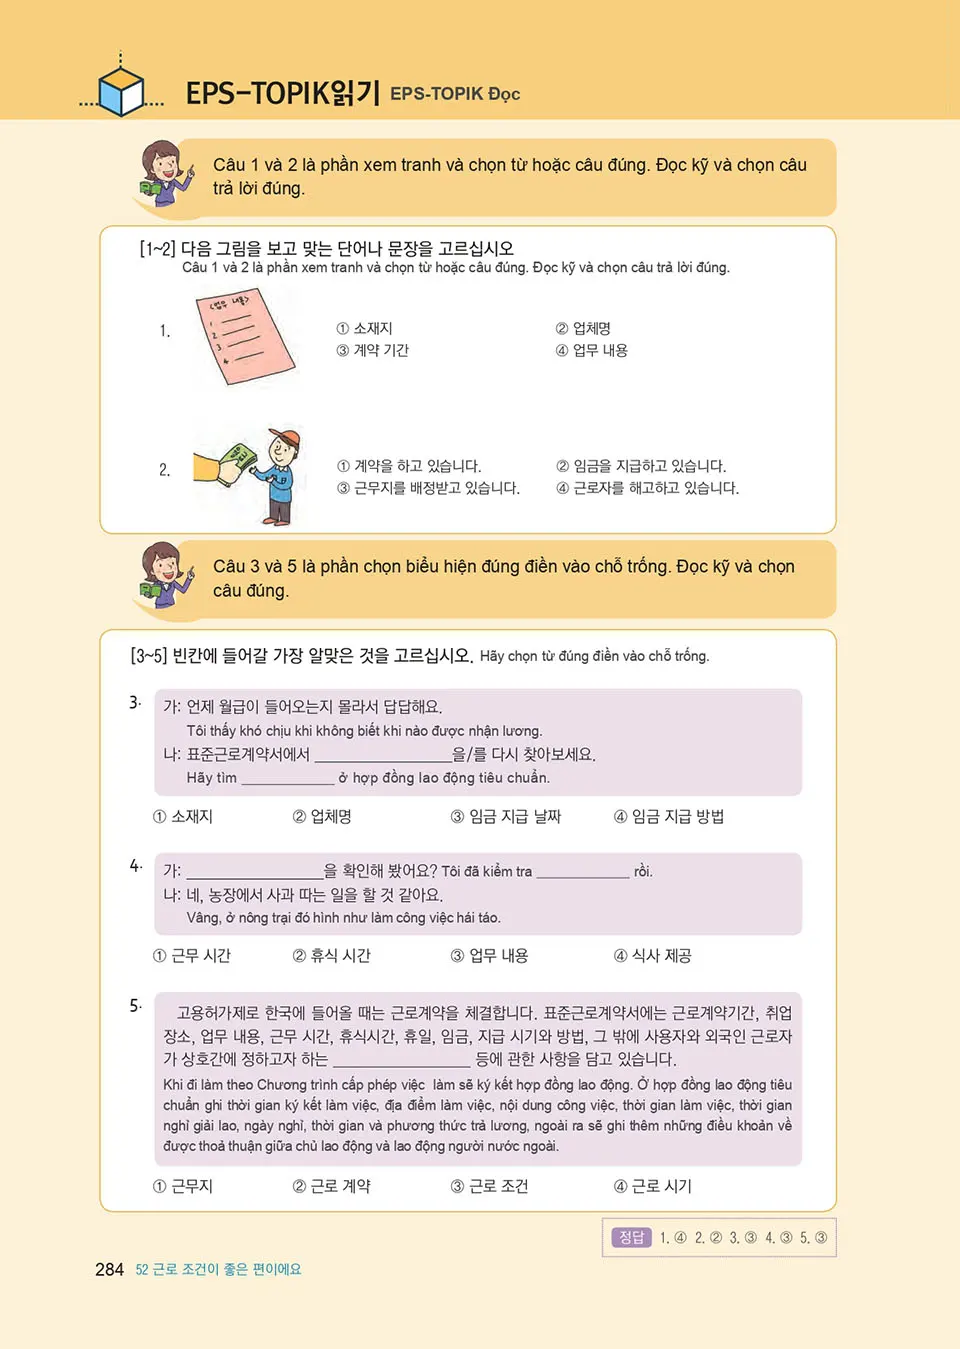 EPS-TOPIK읽기 EPS-TOPIK Đọc
Câu 1 và 2 là phần xem tranh và chọn từ hoặc câu đúng. Đọc kỹ và chọn câu
trả lời đúng.
[1~2] 다음 그림을 보고 맞는 단어나 문장을 고르십시오
Câu 1 và 2 là phần xem tranh và chọn từ hoặc câu đúng. Đọc kỹ và chọn câu trả lời đúng.
<업무 내용>
1
2
3
4
1.
① 소재지 ② 업체명
③ 계약 기간 ④ 업무 내용
2.
① 계약을 하고 있습니다. ② 임금을 지급하고 있습니다.
③ 근무지를 배정받고 있습니다. ④ 근로자를 해고하고 있습니다.
Câu 3 và 5 là phần chọn biểu hiện đúng điền vào chỗ trống. Đọc kỹ và chọn
câu đúng.
[3~5] 빈칸에 들어갈 가장 알맞은 것을 고르십시오. Hãy chọn từ đúng điền vào chỗ trống.
3. 가: 언제 월급이 들어오는지 몰라서 답답해요.
Tôi thấy khó chịu khi không biết khi nào được nhận lương.
나: 표준근로계약서에서 ________________을/를 다시 찾아보세요.
Hãy tìm ____________ ở hợp đồng lao động tiêu chuẩn.
① 소재지 ② 업체명 ③ 임금 지급 날짜 ④ 임금 지급 방법
4. 가: ________________을 확인해 봤어요? Tôi đã kiểm tra ____________ rồi.
나: 네, 농장에서 사과 따는 일을 할 것 같아요.
Vâng, ở nông trại đó hình như làm công việc hái táo.
① 근무 시간 ② 휴식 시간 ③ 업무 내용 ④ 식사 제공
5. 고용허가제로 한국에 들어올 때는 근로계약을 체결합니다. 표준근로계약서에는 근로계약기간, 취업
장소, 업무 내용, 근무 시간, 휴식시간, 휴일, 임금, 지급 시기와 방법, 그 밖에 사용자와 외국인 근로자
가 상호간에 정하고자 하는 ________________ 등에 관한 사항을 담고 있습니다.
Khi đi làm theo Chương trình cấp phép việc làm sẽ ký kết hợp đồng lao động. Ở hợp đồng lao động tiêu
chuẩn ghi thời gian ký kết làm việc, địa điểm làm việc, nội dung công việc, thời gian làm việc, thời gian
nghỉ giải lao, ngày nghỉ, thời gian và phương thức trả lương, ngoài ra sẽ ghi thêm những điều khoản về
được thoả thuận giữa chủ lao động và lao động người nước ngoài.
① 근무지 ② 근로 계약 ③ 근로 조건 ④ 근로 시기
정답 1. ④ 2. ② 3. ③ 4. ③ 5. ③
284 52 근로 조건이 좋은 편이에요